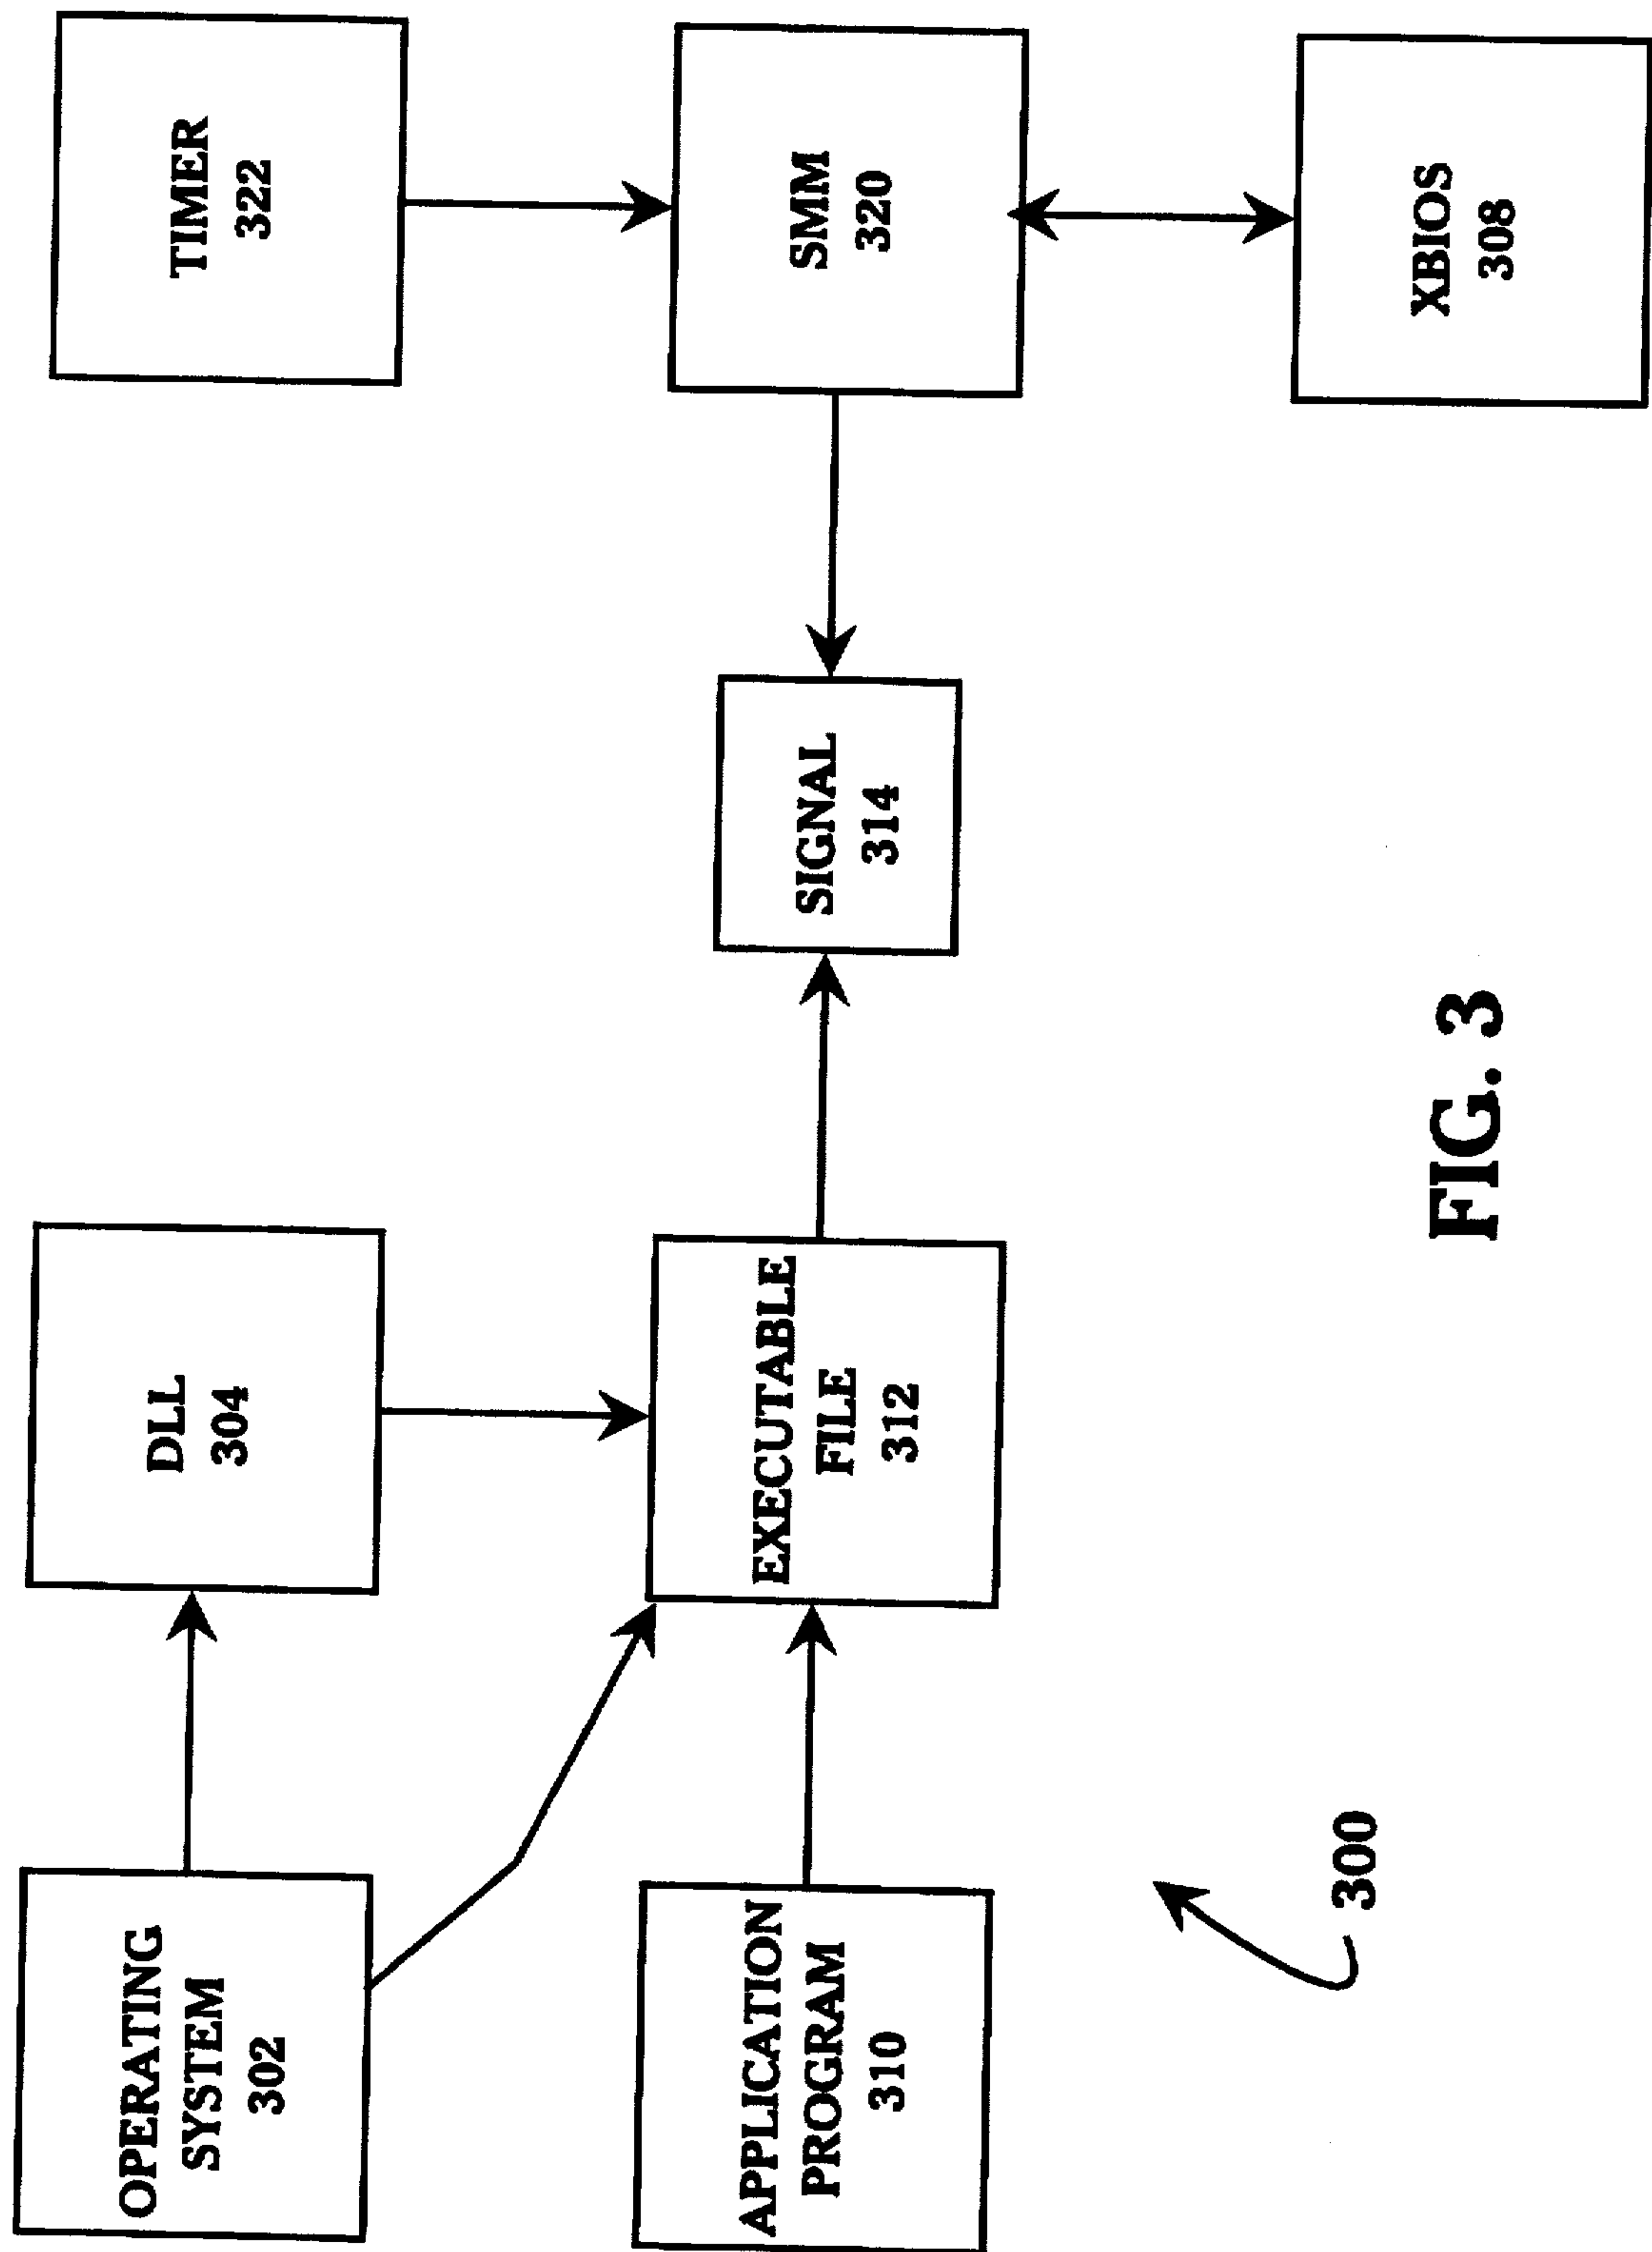 OPERATING
SYSTEM
302
DLL
304
TIMER
322
APPLICATION
PROGRAM
310
EXECUTABLE
FILE
312
SIGNAL
314
SMM
320
XBIOS
308
300
FIG. 3